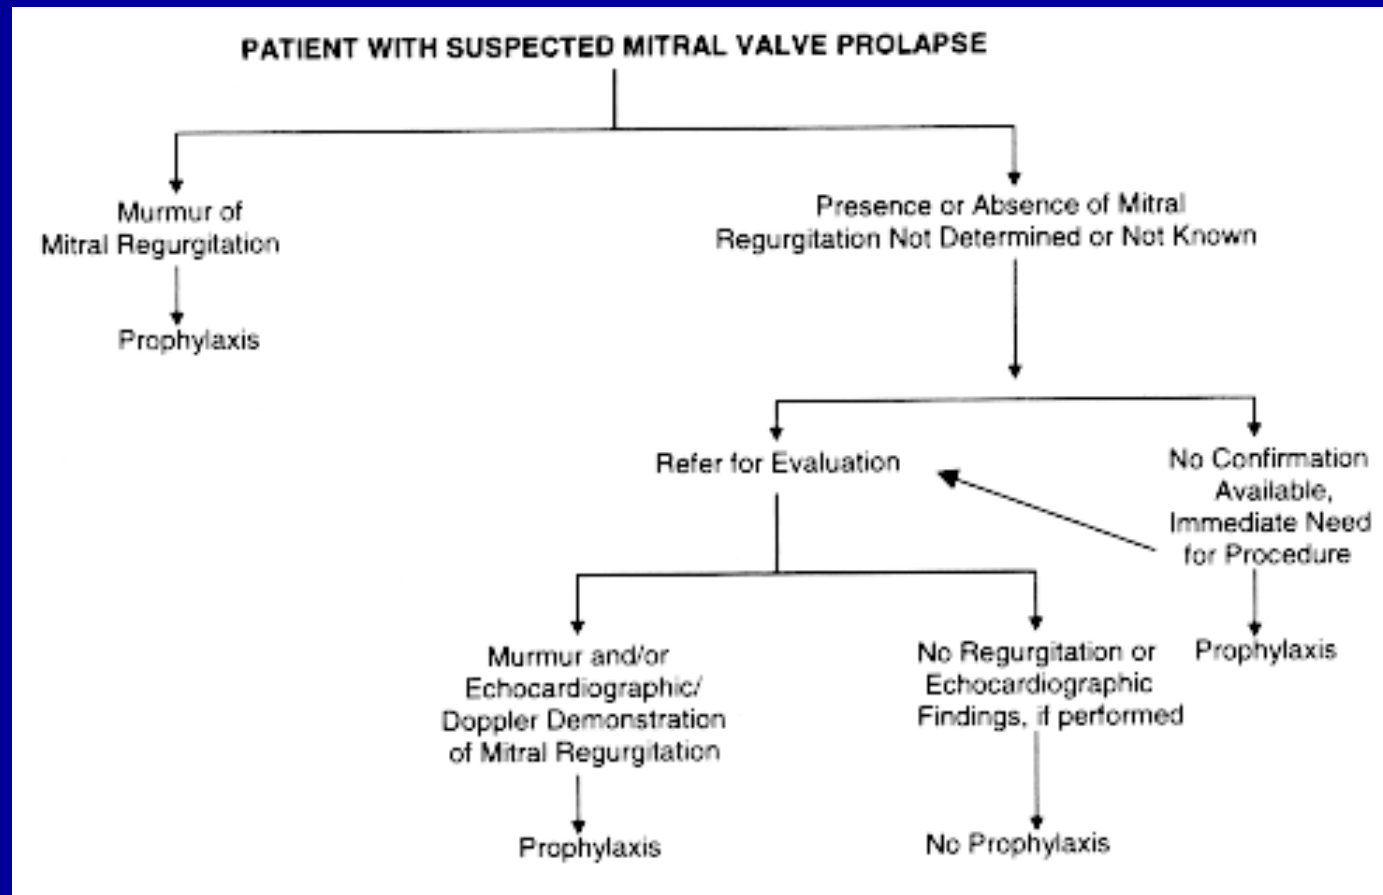 PATIENT WITH SUSPECTED MITRAL VALVE PROLAPSE
Murmur of
Mitral Regurgitation
Prophylaxis
Presence or Absence of Mitral
Regurgitation Not Determined or Not Known
Refer for Evaluation
No Confirmation
Available,
Immediate Need
for Procedure
Prophylaxis
Murmur and/or
Echocardiographic/
Doppler Demonstration
of Mitral Regurgitation
Prophylaxis
No Regurgitation or
Echocardiographic
Findings, if performed
No Prophylaxis